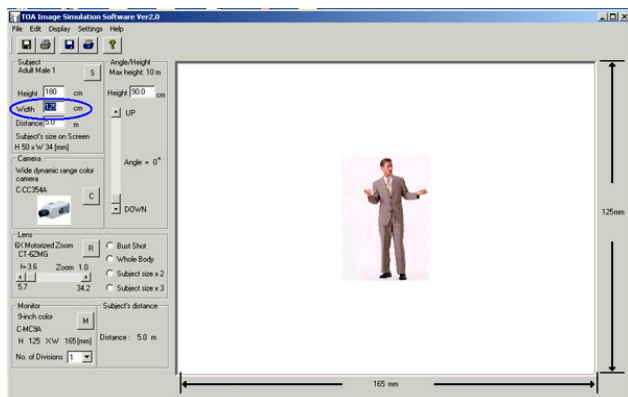 TOA Image Simulation Software Ver2.0
File Edit Display Settings Help
Subject
Adult Male 1
S
Height 180 cm
Width 125 cm
Distance 5.0 m
Subject's size on Screen
H 50 x W 34 [mm]
Angle/Height
Max height: 10 m
Height 90.0 cm
UP
Angle = 0°
DOWN
Camera
Wide dynamic range color
camera
C-CC354A
C
Lens
6X Motorized Zoom
CT-6ZMG
R
f=3.6 Zoom 1.0
5.7 34.2
Bust Shot
Whole Body
Subject size x 2
Subject size x 3
Monitor
9-inch color
C-MC9A
M
H 125 XW 165[mm]
No. of Divisions 1
Subject's distance
Distance : 5.0 m
125mm
165 mm